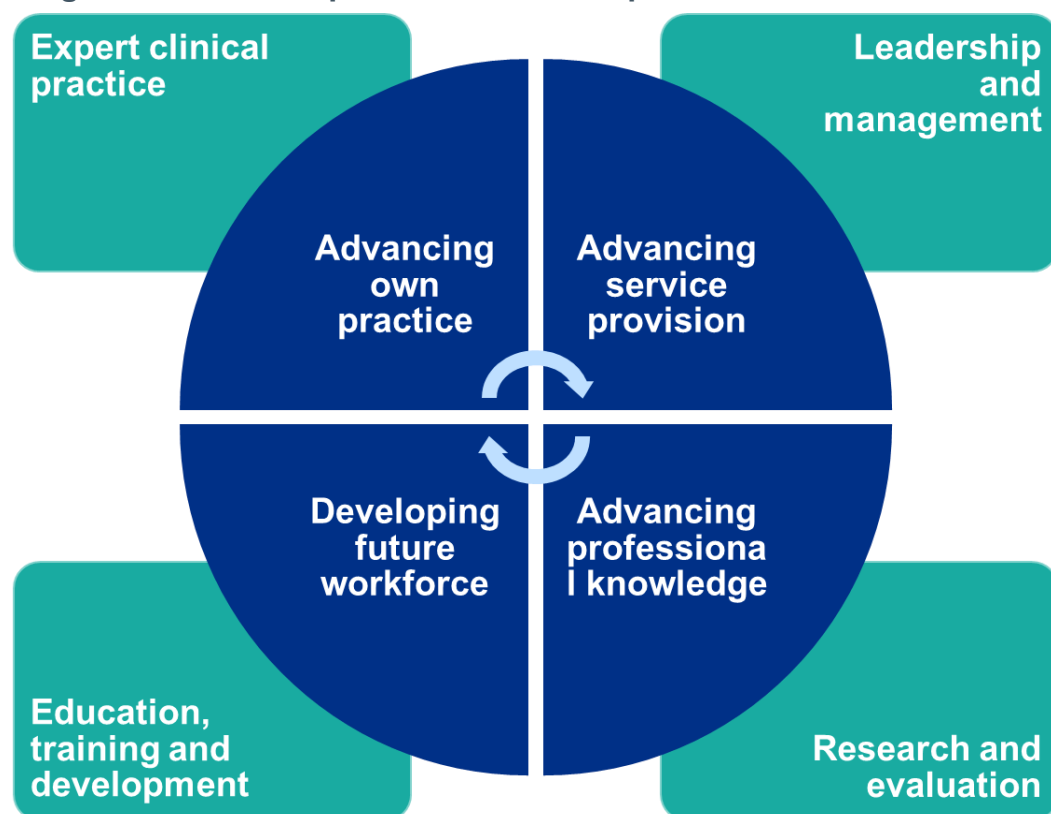 Expert clinical
practice
Leadership
and
management
Advancing
own
practice
Advancing
service
provision
Developing
future
workforce
Advancing
professiona
l knowledge
Education,
training and
development
Research and
evaluation